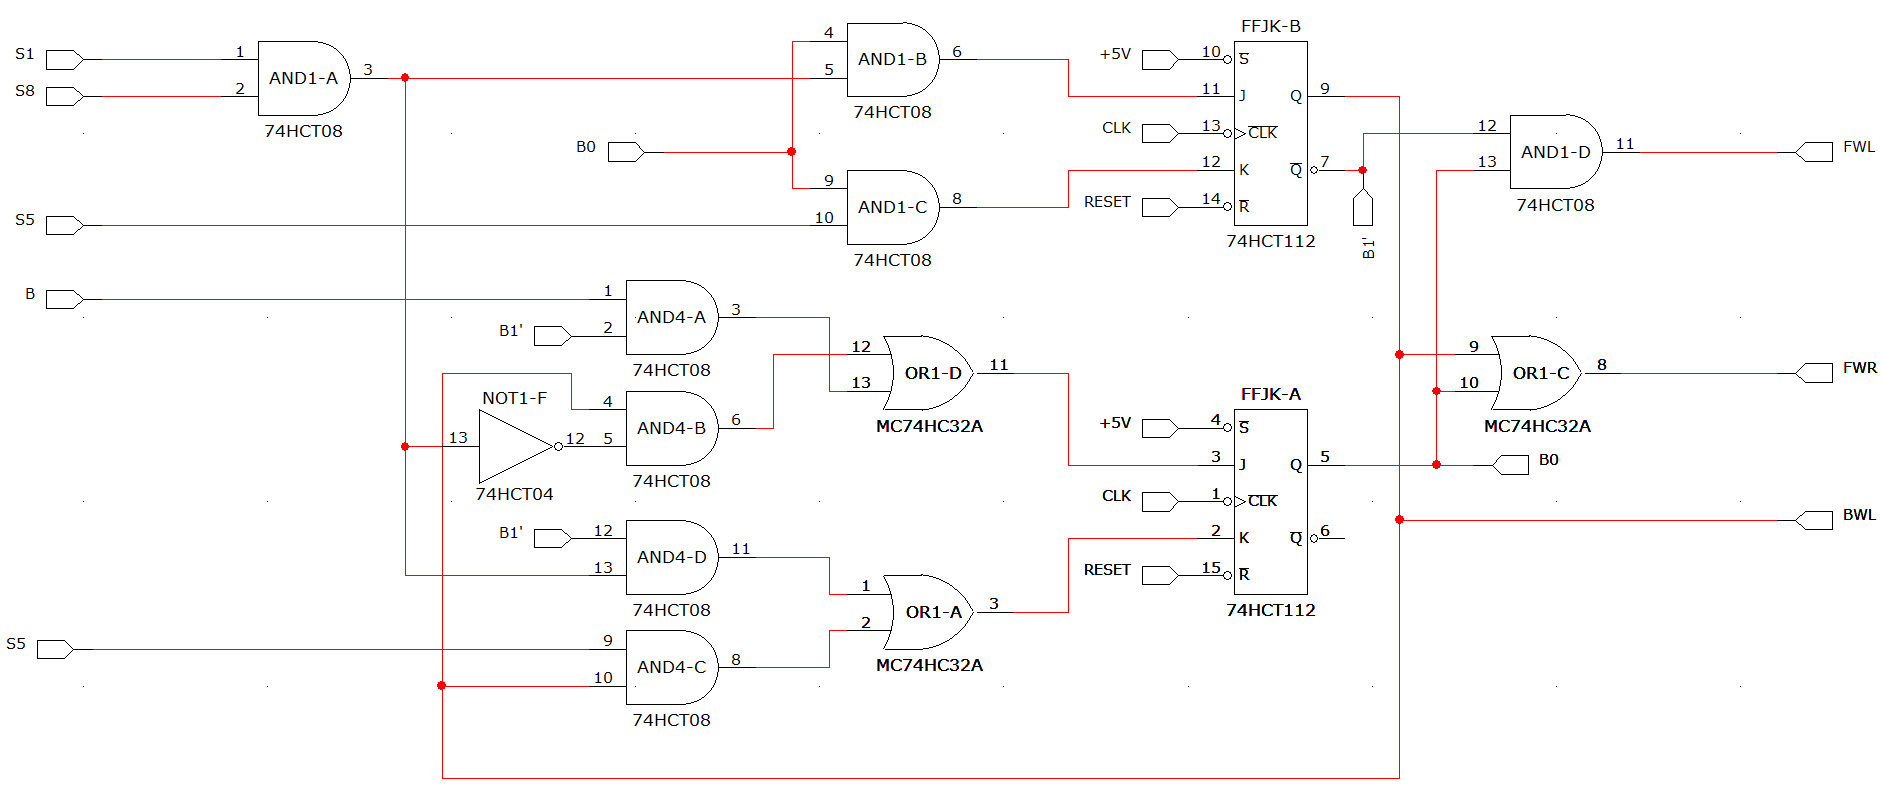 FFJK-B
S1
1
AND1-A
3
S8
2
74HCT08
4
AND1-B
6
5
74HCT08
+5V
10
S
11
J
Q
9
CLK
13
CLK
12
K
Q
7
RESET
14
R
74HCT112
B1'
B0
9
AND1-C
8
10
74HCT08
S5
12
AND1-D
11
13
74HCT08
FWL
B
1
AND4-A
3
B1'
2
74HCT08
NOT1-F
13
12
74HCT04
4
AND4-B
6
5
74HCT08
12
OR1-D
11
13
MC74HC32A
FFJK-A
+5V
4
S
3
J
Q
5
CLK
1
CLK
2
K
Q
6
RESET
15
R
74HCT112
9
OR1-C
8
10
MC74HC32A
FWR
B0
BWL
B1'
12
AND4-D
11
13
74HCT08
1
OR1-A
3
2
MC74HC32A
S5
9
AND4-C
8
10
74HCT08